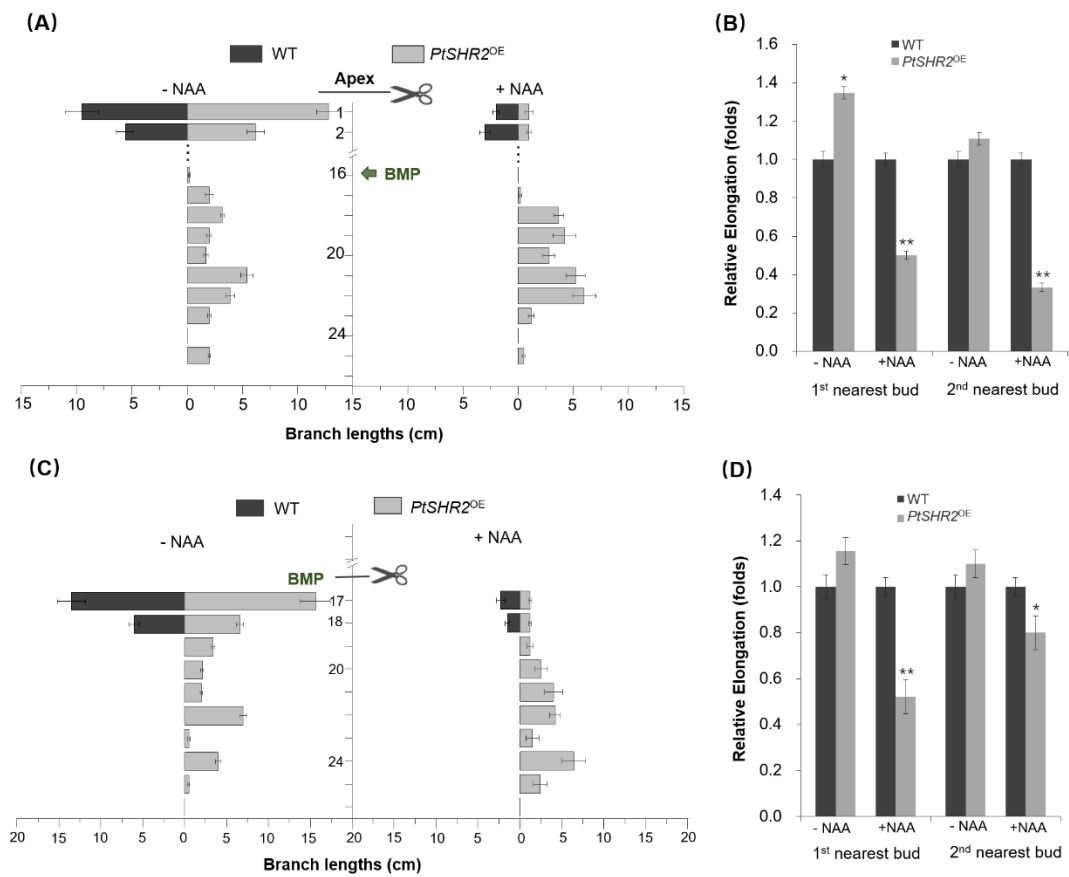 (A)
WT
PtSHR2OE
- NAA
Apex
+ NAA
1
2
16
BMP
20
24
15 10 5 0 5 10 15 10 5 0 5 10 15
Branch lengths (cm)
(B)
WT
PtSHR2OE
Relative Elongation (folds)
1.6
1.4
1.2
1.0
0.8
0.6
0.4
0.2
0.0
*
**
**
- NAA +NAA - NAA +NAA
1st nearest bud 2nd nearest bud
(C)
WT
PtSHR2OE
- NAA
+ NAA
BMP
17
18
20
24
20 15 10 5 0 5 10 15 20 15 10 5 0 5 10 15 20
Branch lengths (cm)
(D)
WT
PtSHR2OE
Relative Elongation (folds)
1.4
1.2
1.0
0.8
0.6
0.4
0.2
0.0
**
*
- NAA +NAA - NAA +NAA
1st nearest bud 2nd nearest bud